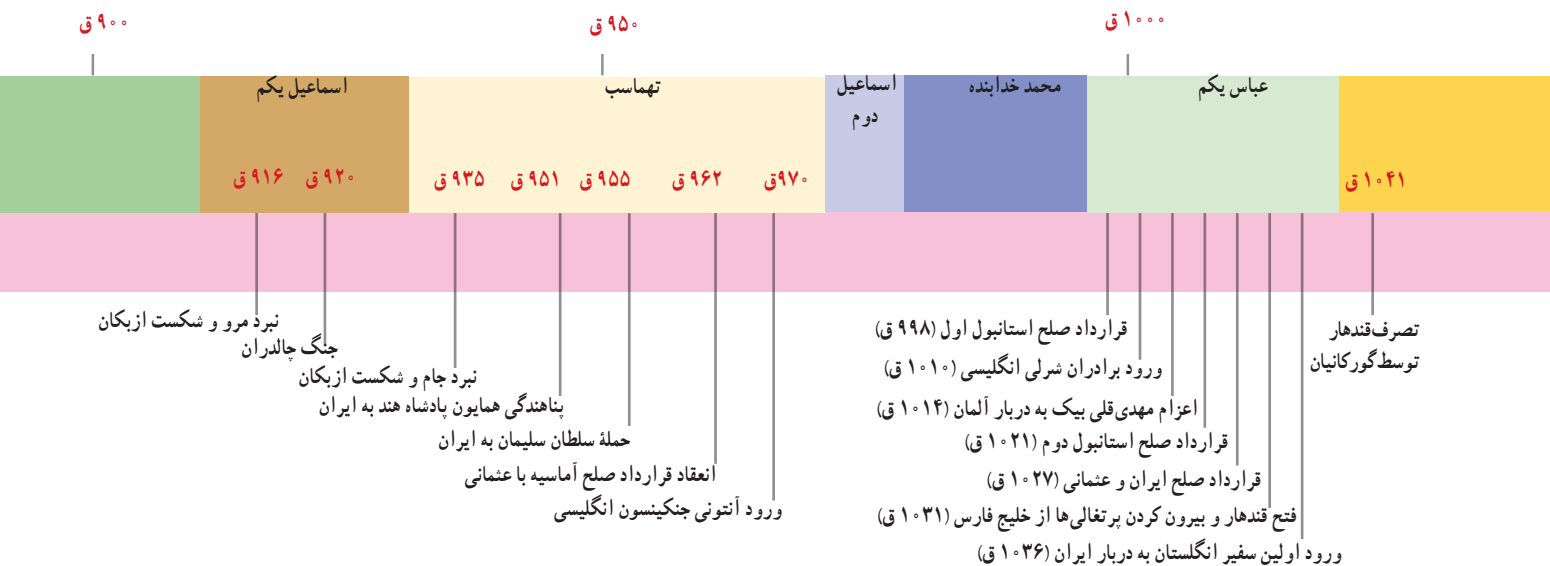 ۹۰۰ ق
۹۵۰ ق
۱۰۰۰ ق
اسماعیل یکم
تهماسب
اسماعیل
دوم
محمد خدابنده
عباس یکم
۹۱۶ ق
۹۲۰ ق
۹۳۵ ق
۹۵۱ ق
۹۵۵ ق
۹۶۲ ق
۹۷۰ق
۱۰۴۱ ق
نبرد مرو و شکست ازبکان
جنگ چالدران
نبرد جام و شکست ازبکان
پناهندگی همایون پادشاه هند به ایران
حملهٔ سلطان سلیمان به ایران
انعقاد قرارداد صلح آماسیه با عثمانی
ورود آنتونی جنکینسون انگلیسی
قرارداد صلح استانبول اول (۹۹۸ ق)
ورود برادران شرلی انگلیسی (۱۰۱۰ ق)
اعزام مهدی‌قلی بیک به دربار آلمان (۱۰۱۴ ق)
قرارداد صلح استانبول دوم (۱۰۲۱ ق)
قرارداد صلح ایران و عثمانی (۱۰۲۷ ق)
فتح قندهار و بیرون کردن پرتغالی‌ها از خلیج فارس (۱۰۳۱ ق)
ورود اولین سفیر انگلستان به دربار ایران (۱۰۳۶ ق)
تصرف قندهار
توسط گورکانیان